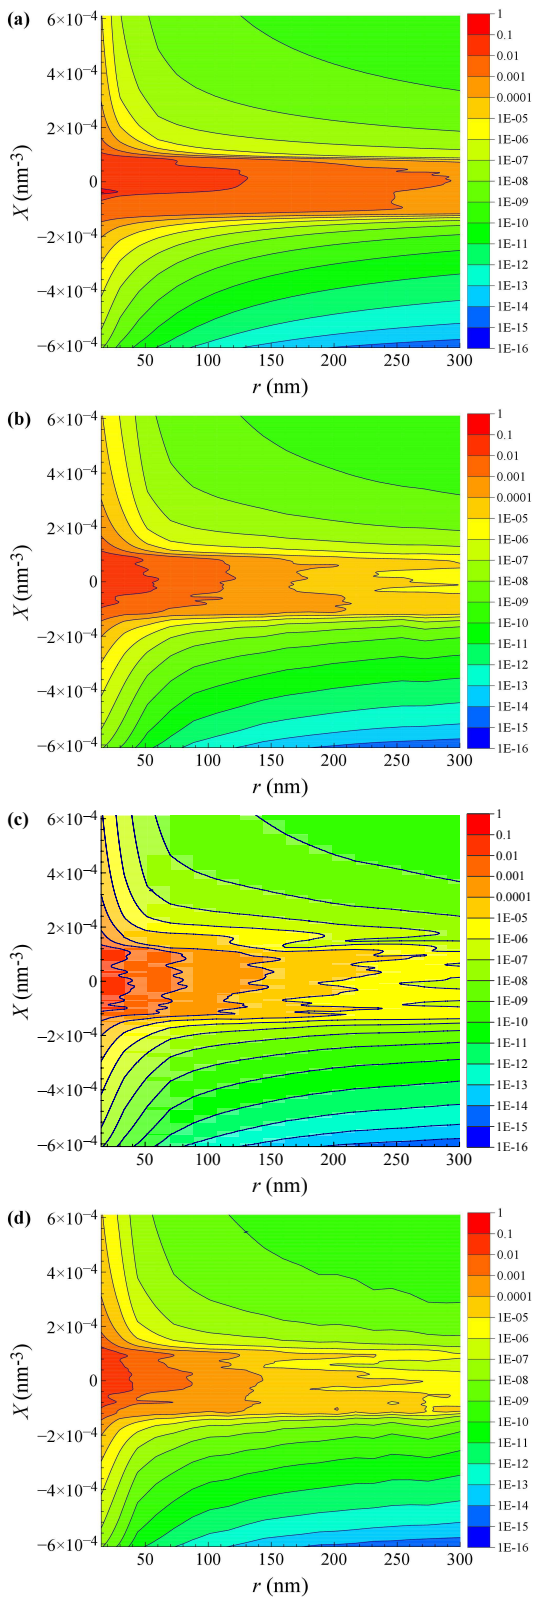 (a)
X (nm-3)
6×10−4
4×10−4
2×10−4
0
−2×10−4
−4×10−4
−6×10−4
50 100 150 200 250 300
r (nm)
1
0.1
0.01
0.001
0.0001
1E-05
1E-06
1E-07
1E-08
1E-09
1E-10
1E-11
1E-12
1E-13
1E-14
1E-15
1E-16
(b)
X (nm-3)
6×10−4
4×10−4
2×10−4
0
−2×10−4
−4×10−4
−6×10−4
50 100 150 200 250 300
r (nm)
1
0.1
0.01
0.001
0.0001
1E-05
1E-06
1E-07
1E-08
1E-09
1E-10
1E-11
1E-12
1E-13
1E-14
1E-15
1E-16
(c)
X (nm-3)
6×10−4
4×10−4
2×10−4
0
−2×10−4
−4×10−4
−6×10−4
50 100 150 200 250 300
r (nm)
1
0.1
0.01
0.001
0.0001
1E-05
1E-06
1E-07
1E-08
1E-09
1E-10
1E-11
1E-12
1E-13
1E-14
1E-15
1E-16
(d)
X (nm-3)
6×10−4
4×10−4
2×10−4
0
−2×10−4
−4×10−4
−6×10−4
50 100 150 200 250 300
r (nm)
1
0.1
0.01
0.001
0.0001
1E-05
1E-06
1E-07
1E-08
1E-09
1E-10
1E-11
1E-12
1E-13
1E-14
1E-15
1E-16